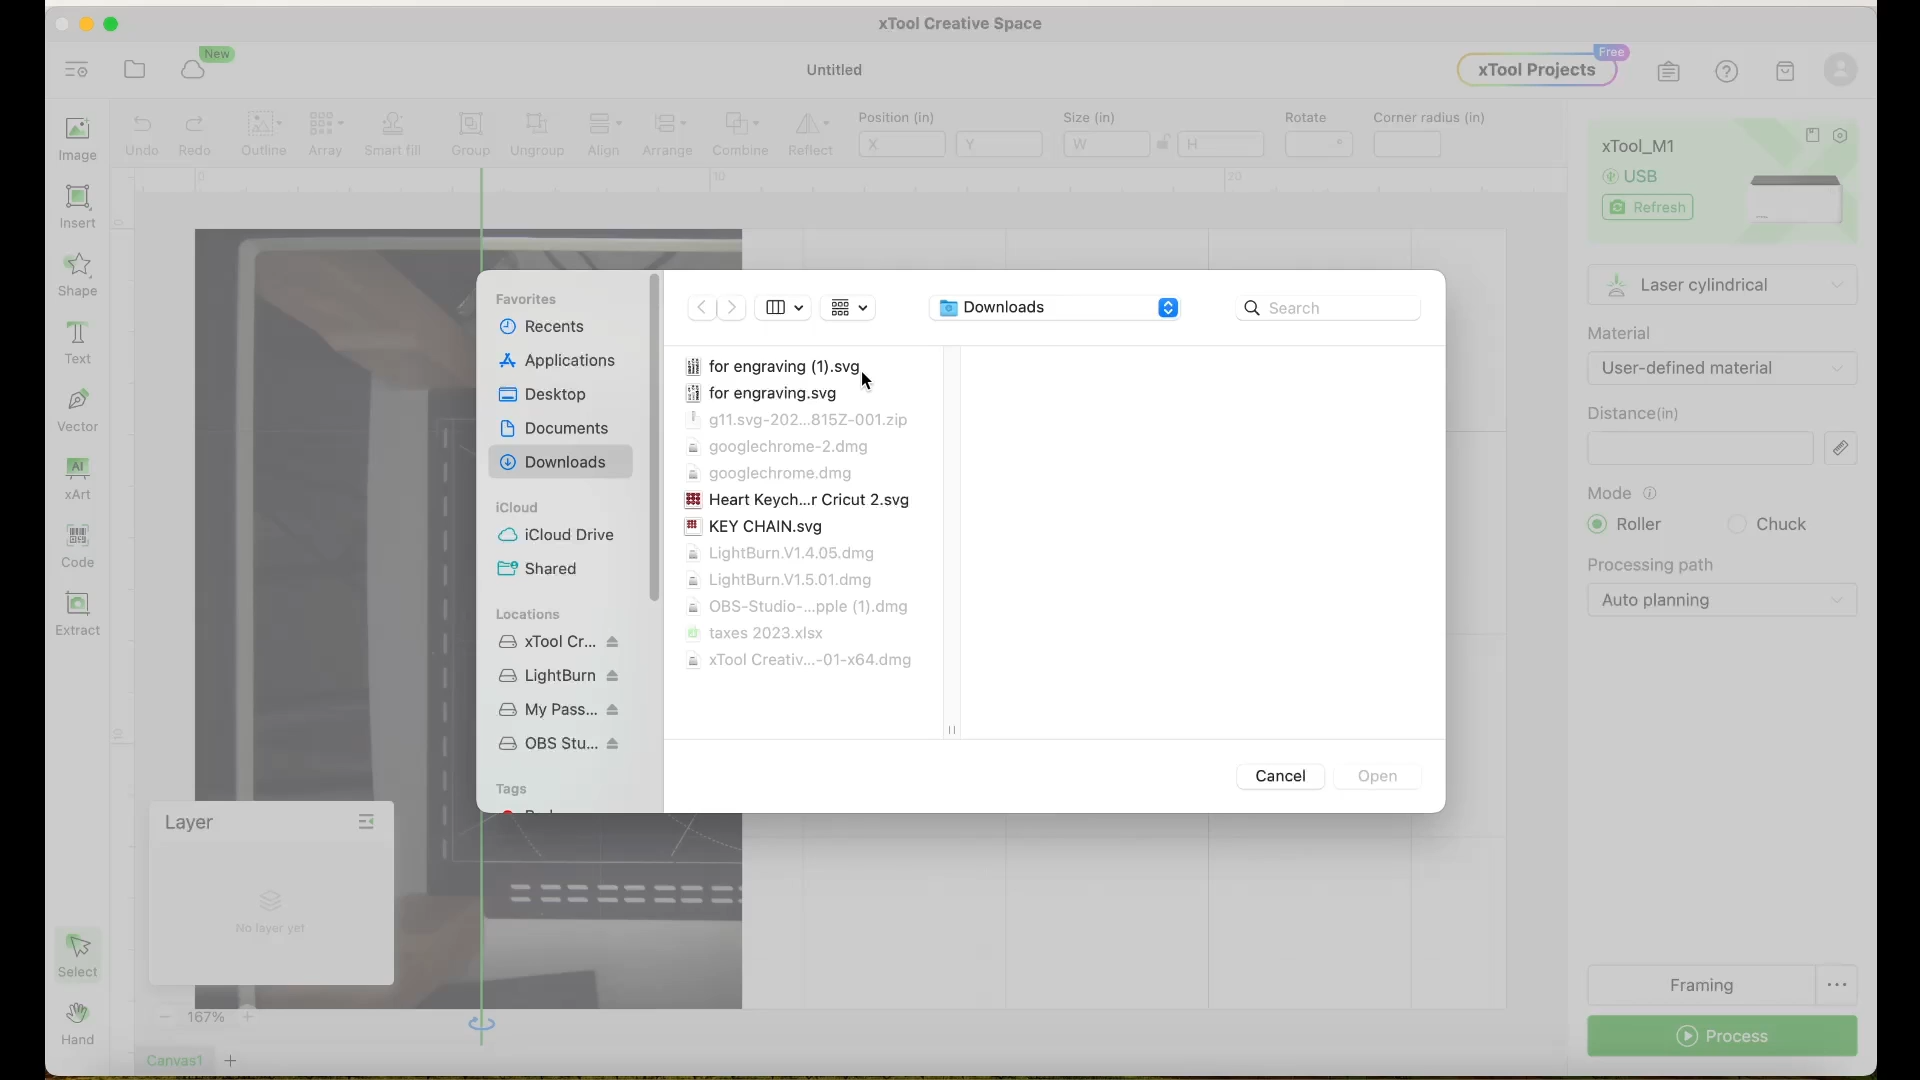 xTool Creative Space
New
Untitled
Free
xTool Projects
Undo
Redo
Outline
Array
Smart fill
Group
Ungroup
Align
Arrange
Combine
Reflect
Position (in)
X
Y
Size (in)
W
H
Rotate
°
Corner radius (in)
Image
Insert
Shape
Text
Vector
AI
xArt
Code
Extract
Select
Hand
0
10
20
0
10
Favorites
Recents
Applications
Desktop
Documents
Downloads
iCloud
iCloud Drive
Shared
Locations
xTool Cr...
LightBurn
My Pass...
OBS Stu...
Tags
Downloads
Search
for engraving (1).svg
for engraving.svg
g11.svg-202...815Z-001.zip
googlechrome-2.dmg
googlechrome.dmg
Heart Keych...r Cricut 2.svg
KEY CHAIN.svg
LightBurn.V1.4.05.dmg
LightBurn.V1.5.01.dmg
OBS-Studio-...pple (1).dmg
taxes 2023.xlsx
xTool Creativ...-01-x64.dmg
Cancel
Open
Layer
No layer yet
167%
Canvas1
xTool_M1
USB
Refresh
Laser cylindrical
Material
User-defined material
Distance(in)
Mode
Roller
Chuck
Processing path
Auto planning
Framing
Process